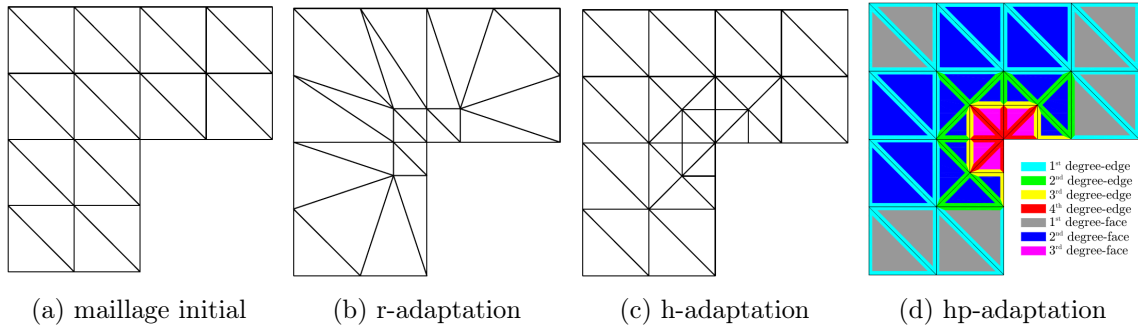 1st degree-edge
2nd degree-edge
3rd degree-edge
4th degree-edge
1st degree-face
2nd degree-face
3rd degree-face
(a) maillage initial
(b) r-adaptation
(c) h-adaptation
(d) hp-adaptation